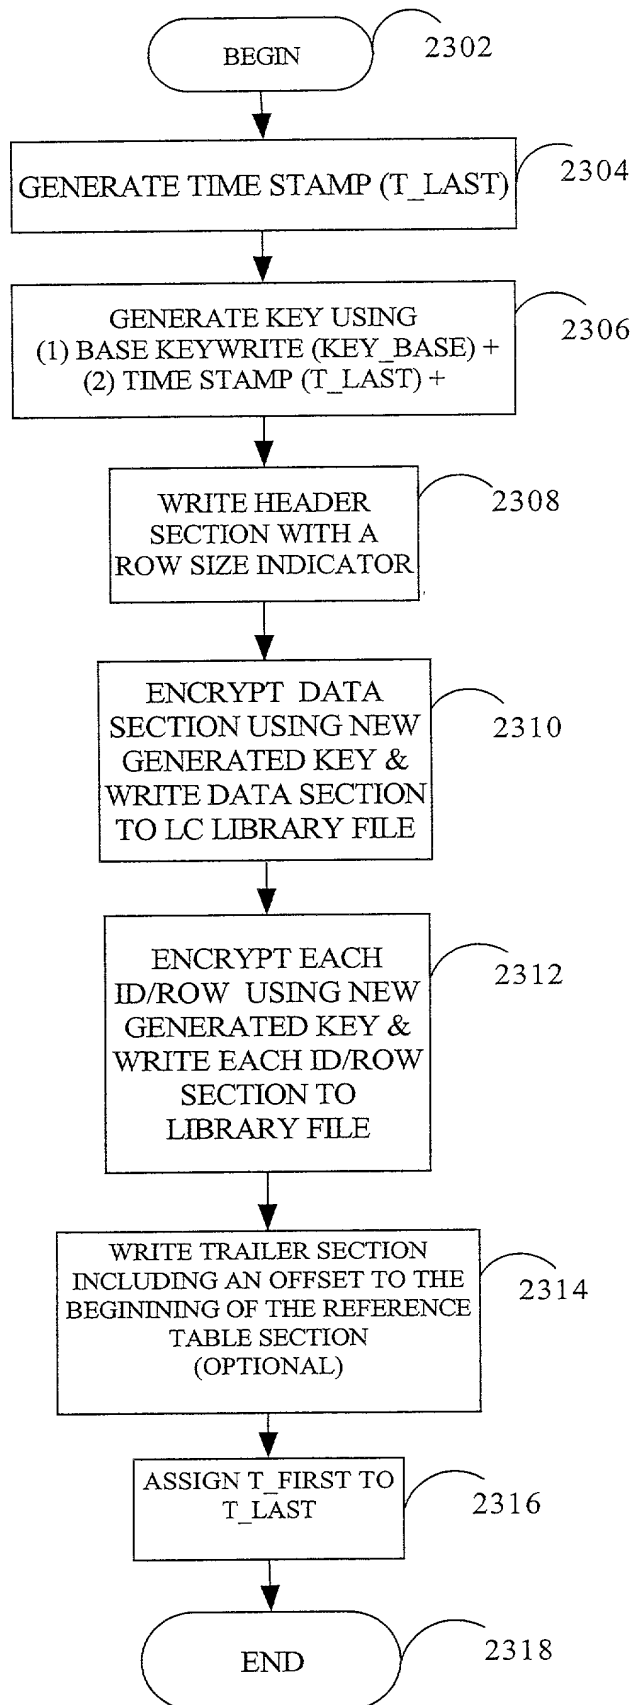 BEGIN
2302
GENERATE TIME STAMP (T_LAST)
2304
GENERATE KEY USING
(1) BASE KEYWRITE (KEY_BASE) +
(2) TIME STAMP (T_LAST) +
2306
WRITE HEADER
SECTION WITH A
ROW SIZE INDICATOR
2308
ENCRYPT DATA
SECTION USING NEW
GENERATED KEY &
WRITE DATA SECTION
TO LC LIBRARY FILE
2310
ENCRYPT EACH
ID/ROW USING NEW
GENERATED KEY &
WRITE EACH ID/ROW
SECTION TO
LIBRARY FILE
2312
WRITE TRAILER SECTION
INCLUDING AN OFFSET TO THE
BEGINING OF THE REFERENCE
TABLE SECTION
(OPTIONAL)
2314
ASSIGN T_FIRST TO
T_LAST
2316
END
2318